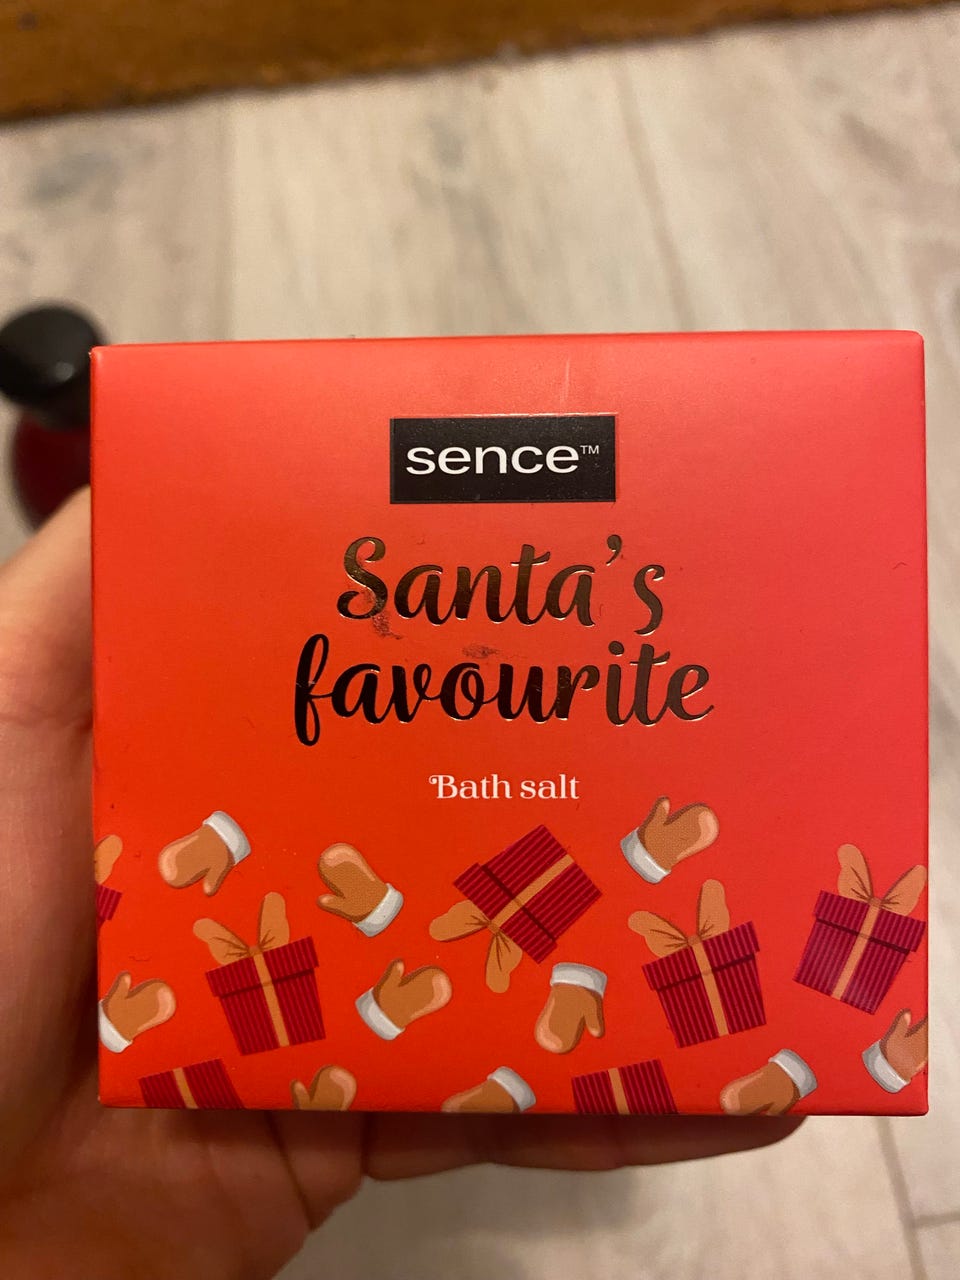 sence™
Santa's
favourite
Bath salt